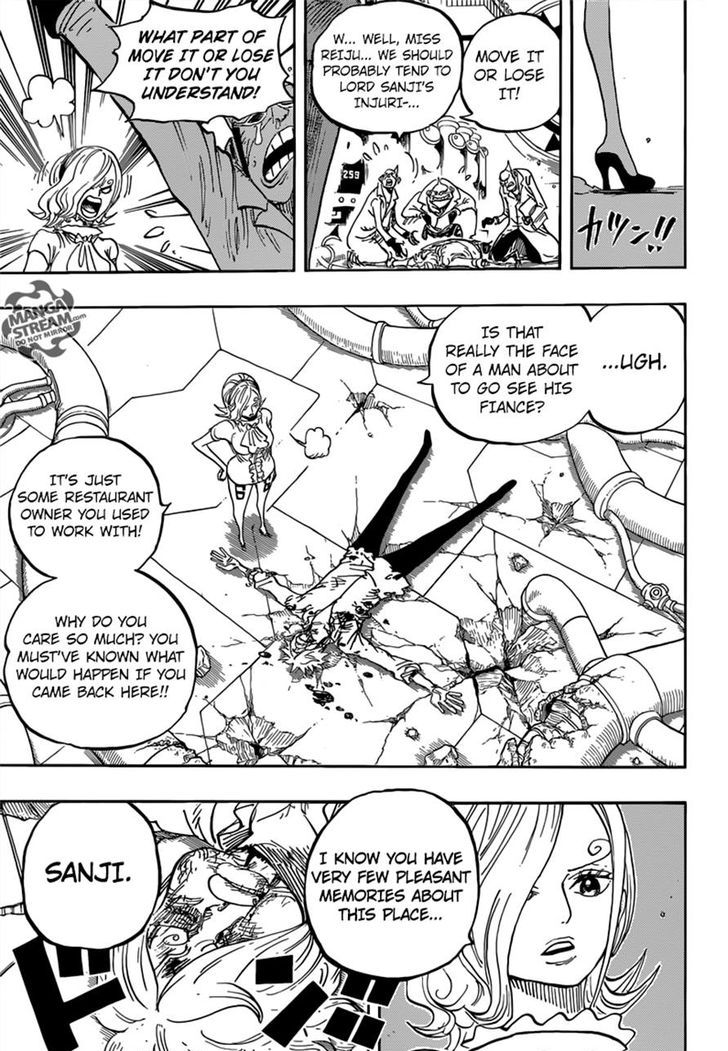 カツン!!
MOVE IT
OR LOSE
IT!
W... WELL, MISS
REIJU... WE SHOULD
PROBABLY TEND TO
LORD SANJI'S
INJURI-...
259
WHAT PART OF
MOVE IT OR LOSE
IT DON'T YOU
UNDERSTAND!
MANGA
STREAM.com
DO NOT MIRROR
...UGH.
IS THAT
REALLY THE FACE
OF A MAN ABOUT
TO GO SEE HIS
FIANCE?
IT'S JUST
SOME RESTAURANT
OWNER YOU USED
TO WORK WITH!
WHY DO YOU
CARE SO MUCH? YOU
MUST'VE KNOWN WHAT
WOULD HAPPEN IF YOU
CAME BACK HERE!!
I KNOW YOU HAVE
VERY FEW PLEASANT
MEMORIES ABOUT
THIS PLACE...
SANJI.
ドン